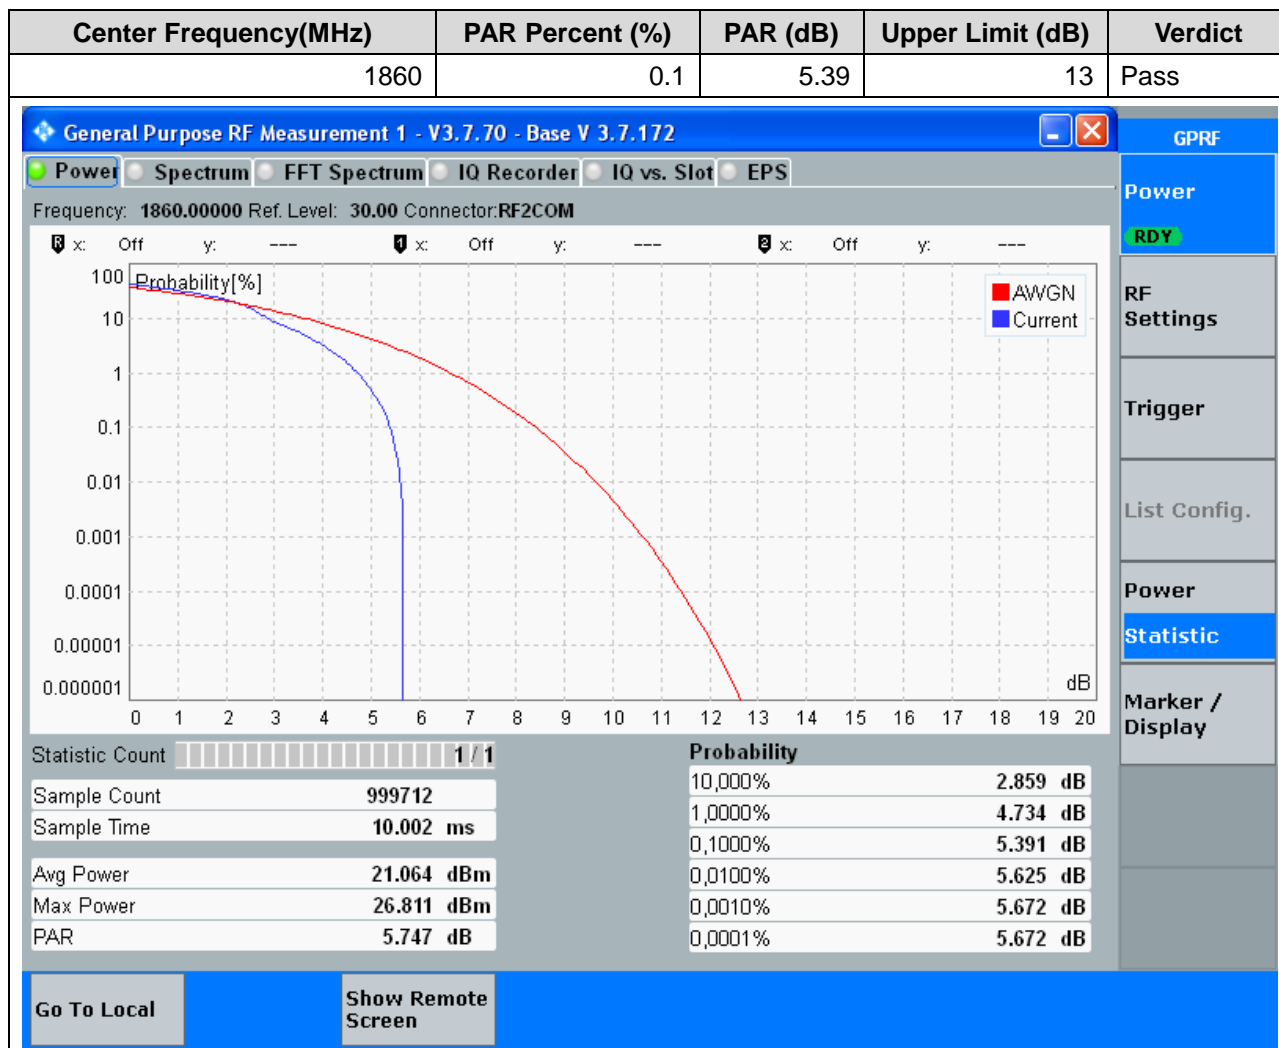 Center Frequency(MHz) PAR Percent (%) PAR (dB) Upper Limit (dB) Verdict
1860 0.1 5.39 13 Pass
General Purpose RF Measurement 1 - V3.7.70 - Base V 3.7.172
GPRF
Power Spectrum FFT Spectrum IQ Recorder IQ vs. Slot EPS
Frequency: 1860.00000 Ref. Level: 30.00 Connector:RF2COM
R x: Off y: --- 1 x: Off y: --- 2 x: Off y: ---
Probability[%]
AWGN
Current
100
10
1
0.1
0.01
0.001
0.0001
0.00001
0.000001
dB
0 1 2 3 4 5 6 7 8 9 10 11 12 13 14 15 16 17 18 19 20
Statistic Count 1 / 1
Sample Count 999712
Sample Time 10.002 ms
Avg Power 21.064 dBm
Max Power 26.811 dBm
PAR 5.747 dB
Probability
10,000% 2.859 dB
1,0000% 4.734 dB
0,1000% 5.391 dB
0,0100% 5.625 dB
0,0010% 5.672 dB
0,0001% 5.672 dB
Power
RDY
RF
Settings
Trigger
List Config.
Power
Statistic
Marker /
Display
Go To Local
Show Remote
Screen